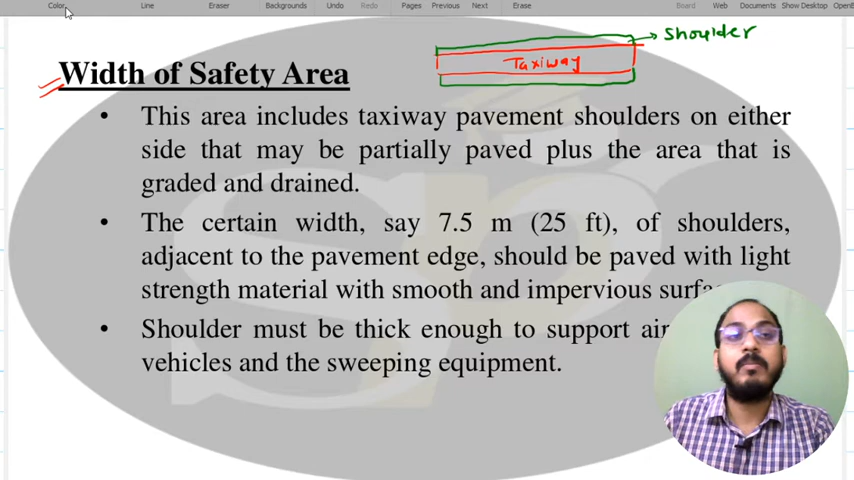 Color Line Eraser Backgrounds Undo Redo Pages Previous Next Erase Board Web Documents Show Desktop
Shoulder
Taxiway
Width of Safety Area
• This area includes taxiway pavement shoulders on either
side that may be partially paved plus the area that is
graded and drained.
• The certain width, say 7.5 m (25 ft), of shoulders,
adjacent to the pavement edge, should be paved with light
strength material with smooth and impervious
• Shoulder must be thick enough to support
vehicles and the sweeping equipment.